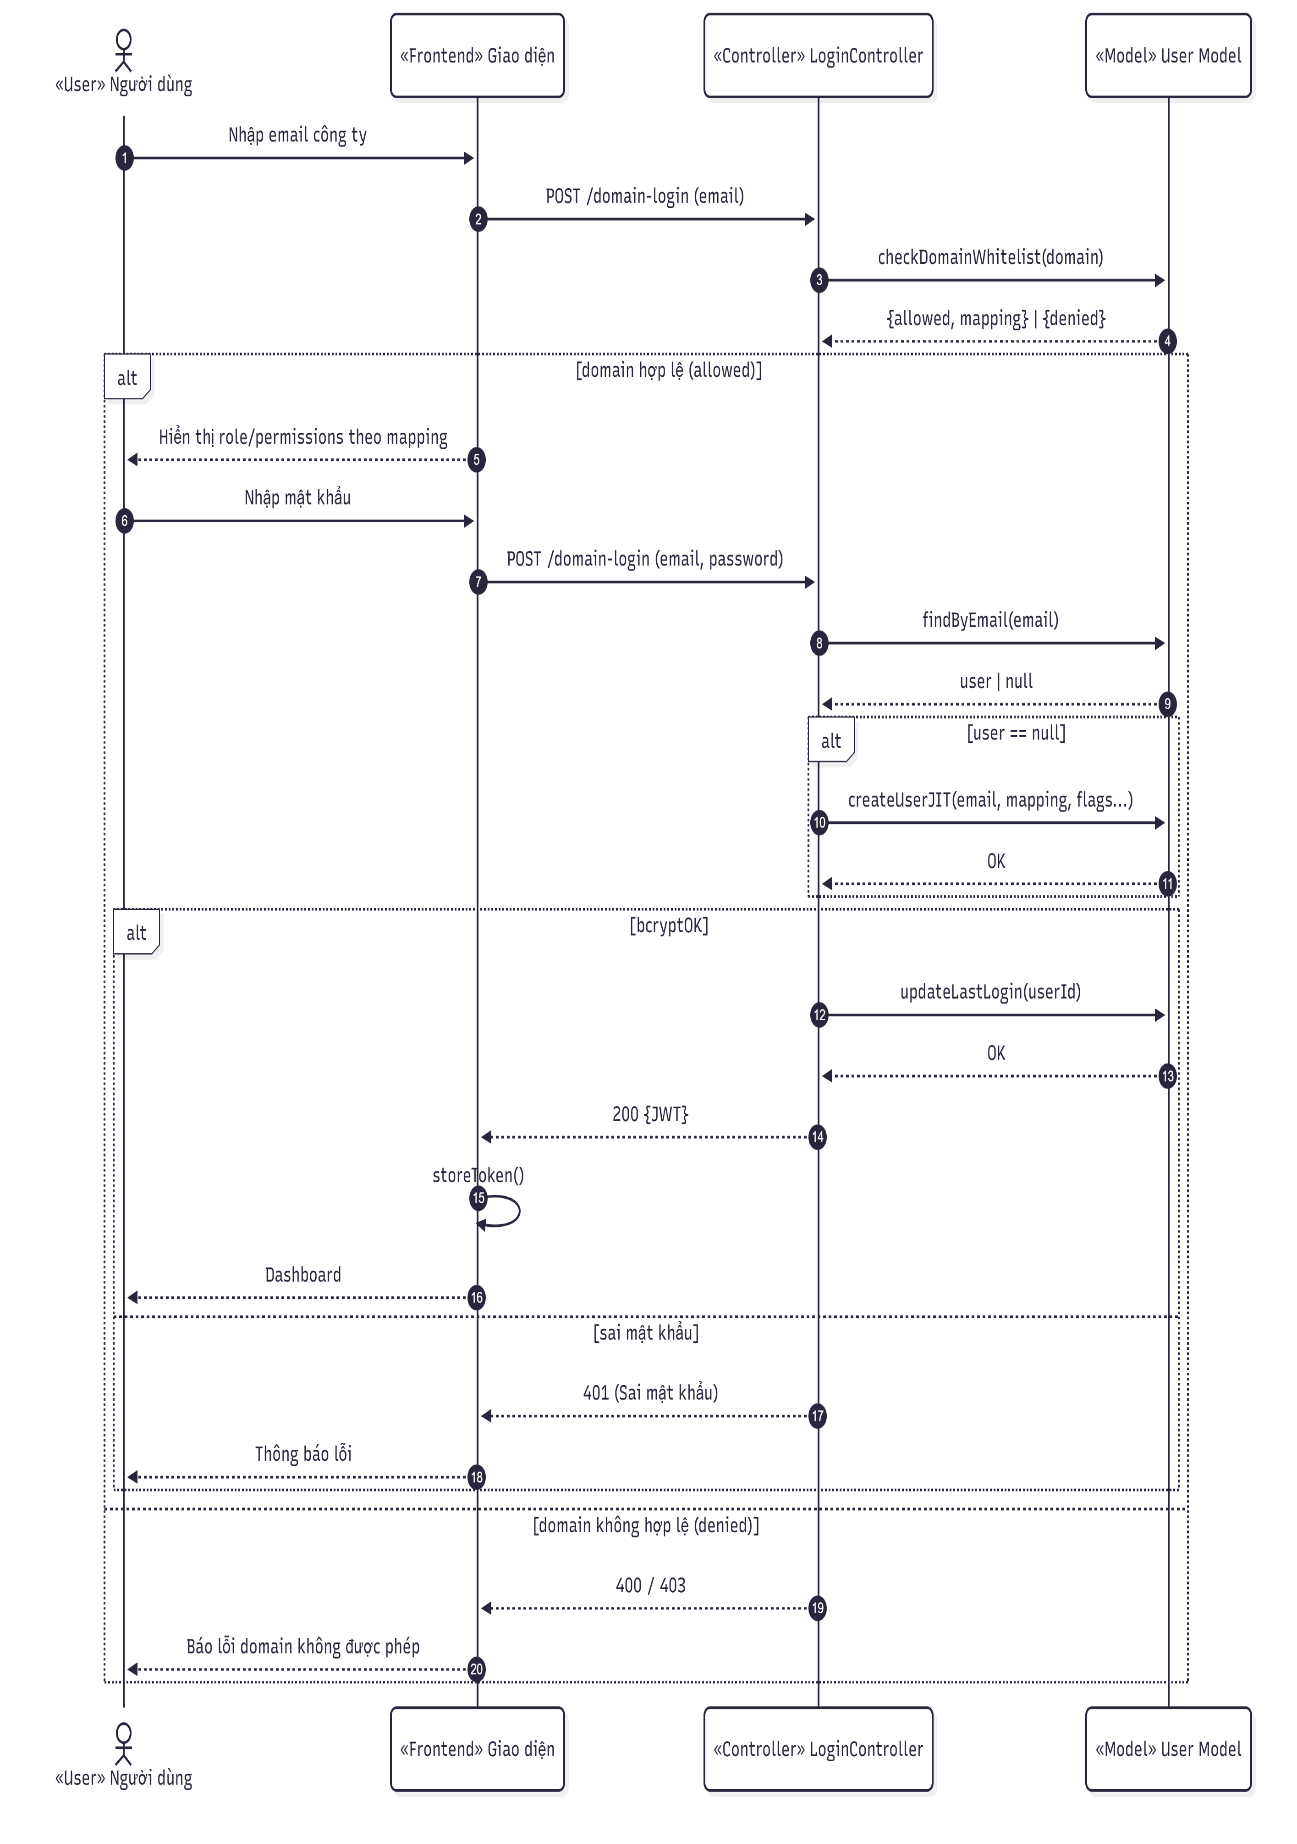 «User» Người dùng
«Frontend» Giao diện
«Controller» LoginController
«Model» User Model
Nhập email công ty
1
POST /domain-login (email)
2
checkDomainWhitelist(domain)
3
{allowed, mapping} | {denied}
4
alt
[domain hợp lệ (allowed)]
Hiển thị role/permissions theo mapping
5
Nhập mật khẩu
6
POST /domain-login (email, password)
7
findByEmail(email)
8
user | null
9
alt
[user == null]
createUserJIT(email, mapping, flags...)
10
OK
11
alt
[bcryptOK]
updateLastLogin(userId)
12
OK
13
200 {JWT}
14
storeToken()
15
Dashboard
16
[sai mật khẩu]
401 (Sai mật khẩu)
17
Thông báo lỗi
18
[domain không hợp lệ (denied)]
400 / 403
19
Báo lỗi domain không được phép
20
«User» Người dùng
«Frontend» Giao diện
«Controller» LoginController
«Model» User Model